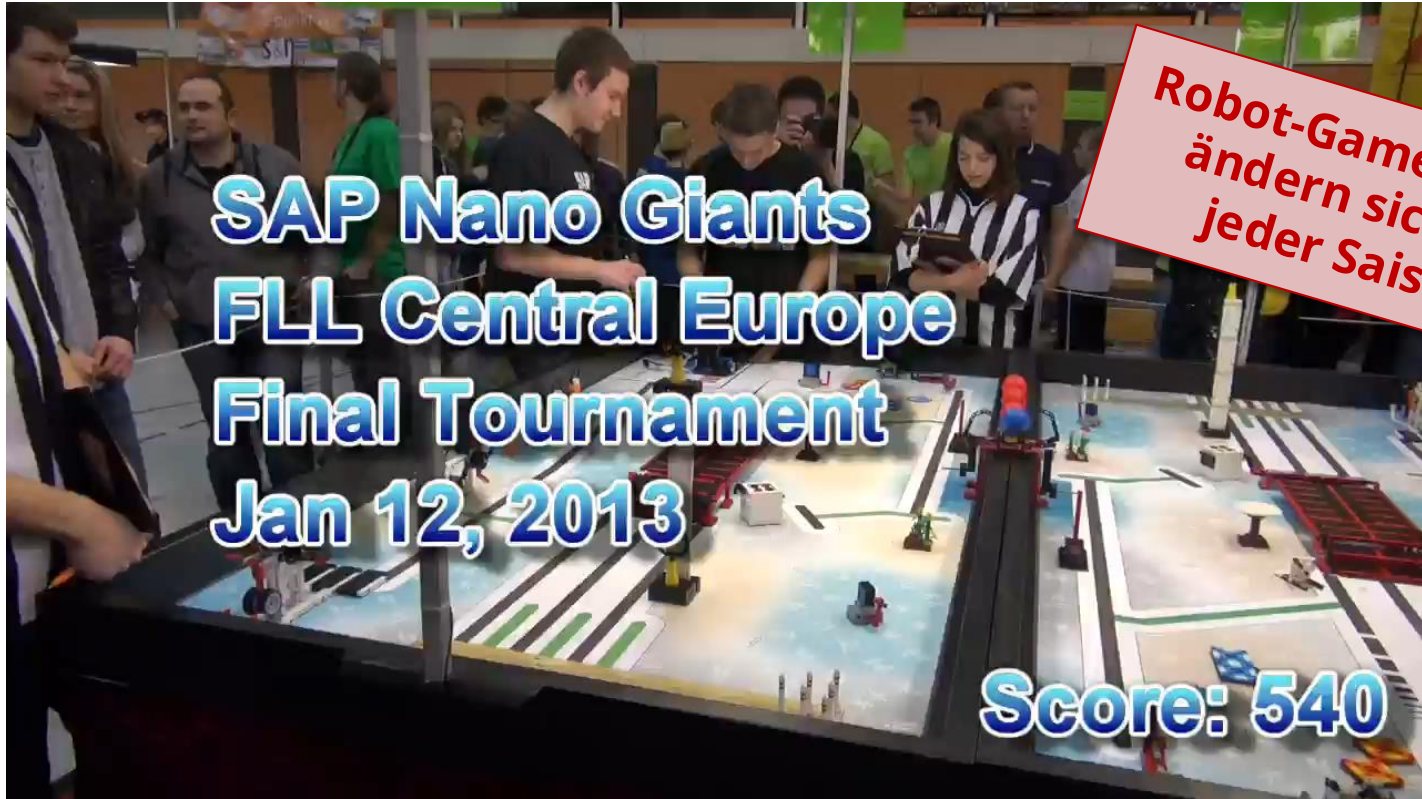 SAP Nano Giants
FLL Central Europe
Final Tournament
Jan 12, 2013
Score: 540
Robot-Game
ändern sic
jeder Sais
SAP